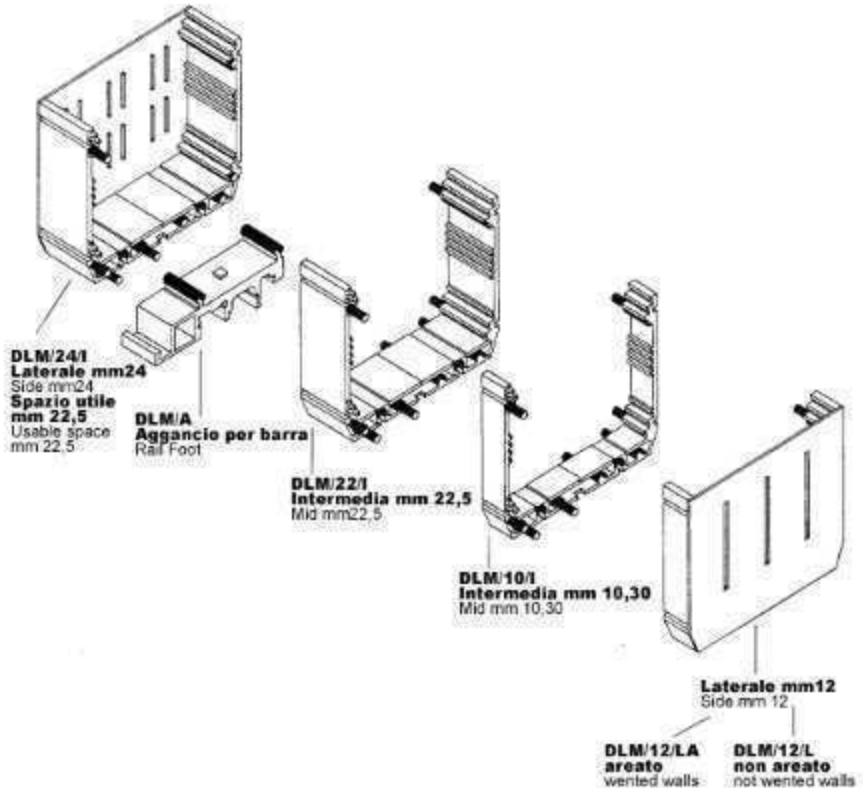 DLM/24/I
Laterale mm24
Side mm24
Spazio utile
mm 22,5
Usable space
mm 22,5
DLM/A
Aggancio per barra
Rail Foot
DLM/22/I
Intermedia mm 22,5
Mid mm22,5
DLM/10/I
Intermedia mm 10,30
Mid mm 10,30
Laterale mm12
Side mm 12
DLM/12/LA
areato
wented walls
DLM/12/L
non areato
not wented walls